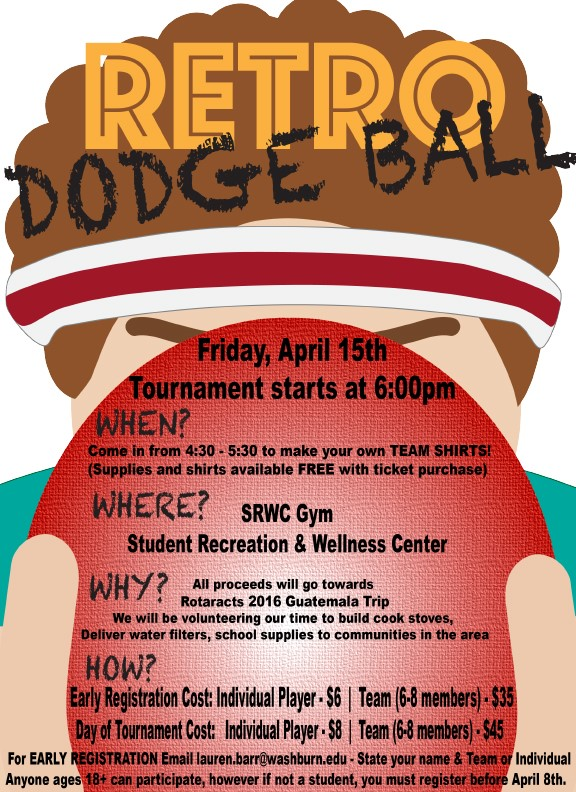 RETRO
DODGE BALL
Friday, April 15th
Tournament starts at 6:00pm
WHEN?
Come in from 4:30 - 5:30 to make your own TEAM SHIRTS!
(Supplies and shirts available FREE with ticket purchase)
WHERE? SRWC Gym
Student Recreation & Wellness Center
WHY? All proceeds will go towards
Rotaracts 2016 Guatemala Trip
We will be volunteering our time to build cook stoves,
Deliver water filters, school supplies to communities in the area
HOW?
Early Registration Cost: Individual Player - $6 | Team (6-8 members) - $35
Day of Tournament Cost: Individual Player - $8 | Team (6-8 members) - $45
For EARLY REGISTRATION Email lauren.barr@washburn.edu - State your name & Team or Individual
Anyone ages 18+ can participate, however if not a student, you must register before April 8th.